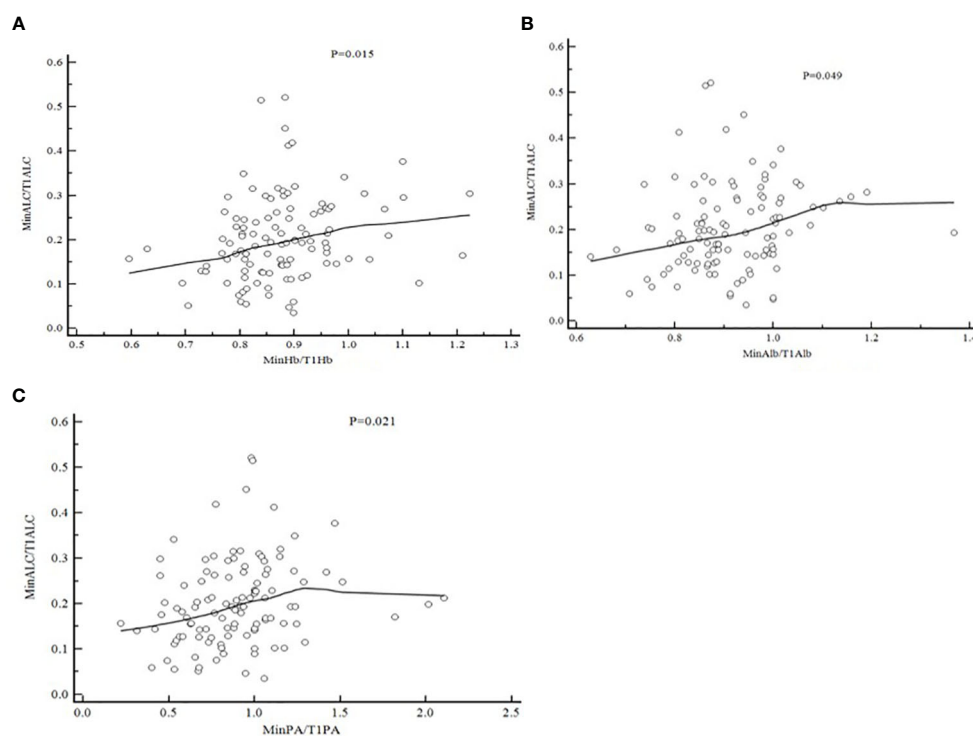 A
P=0.015
MinALC/T1ALC
0.6
0.5
0.4
0.3
0.2
0.1
0.0
0.5 0.6 0.7 0.8 0.9 1.0 1.1 1.2 1.3
MinHb/T1Hb
B
P=0.049
MinALC/T1ALC
0.6
0.5
0.4
0.3
0.2
0.1
0.0
0.6 0.8 1.0 1.2 1.4
MinAlb/T1Alb
C
P=0.021
MinALC/T1ALC
0.6
0.5
0.4
0.3
0.2
0.1
0.0
0.0 0.5 1.0 1.5 2.0 2.5
MinPA/T1PA